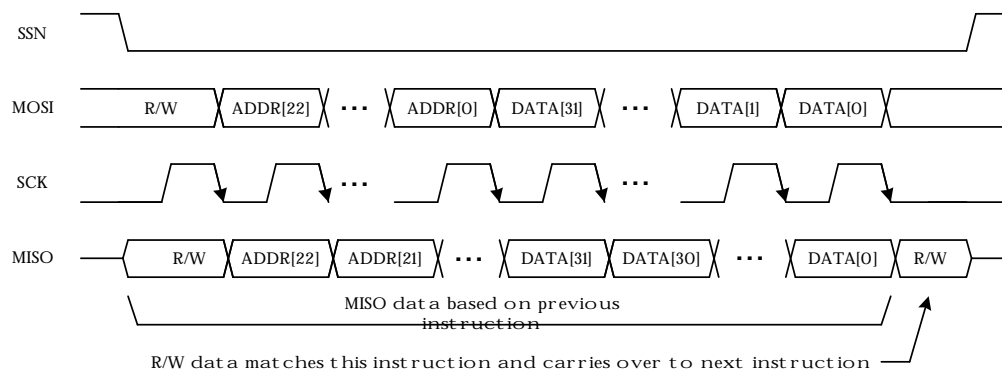 SSN
MOSI R/W ADDR[22] ... ADDR[0] DATA[31] ... DATA[1] DATA[0]
SCK ... ...
MISO R/W ADDR[22] ADDR[21] ... DATA[31] DATA[30] ... DATA[0] R/W
MISO data based on previous
instruction
R/W data matches this instruction and carries over to next instruction